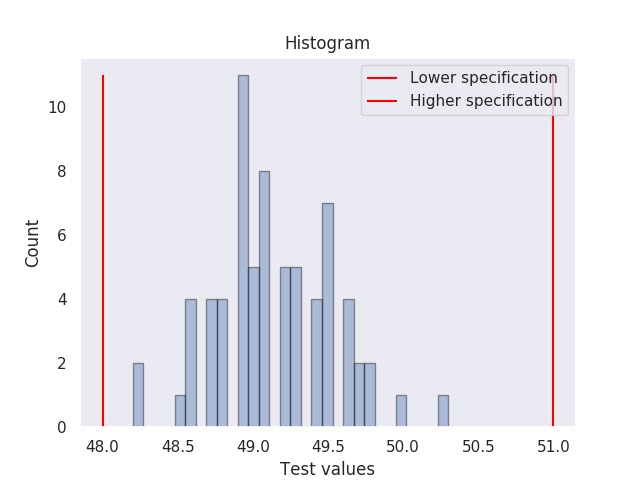 Histogram
Lower specification
Higher specification
10
8
6
4
2
0
Count
48.0 48.5 49.0 49.5 50.0 50.5 51.0
Test values